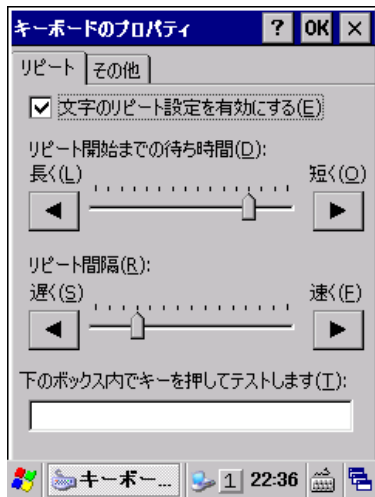 キーボードのプロパティ ? OK ×
リピート その他
文字のリピート設定を有効にする(E)
リピート開始までの待ち時間(D):
長く(L) 短く(O)
リピート間隔(R):
遅く(S) 速く(F)
下のボックス内でキーを押してテストします(T):
キーボー... 1 22:36